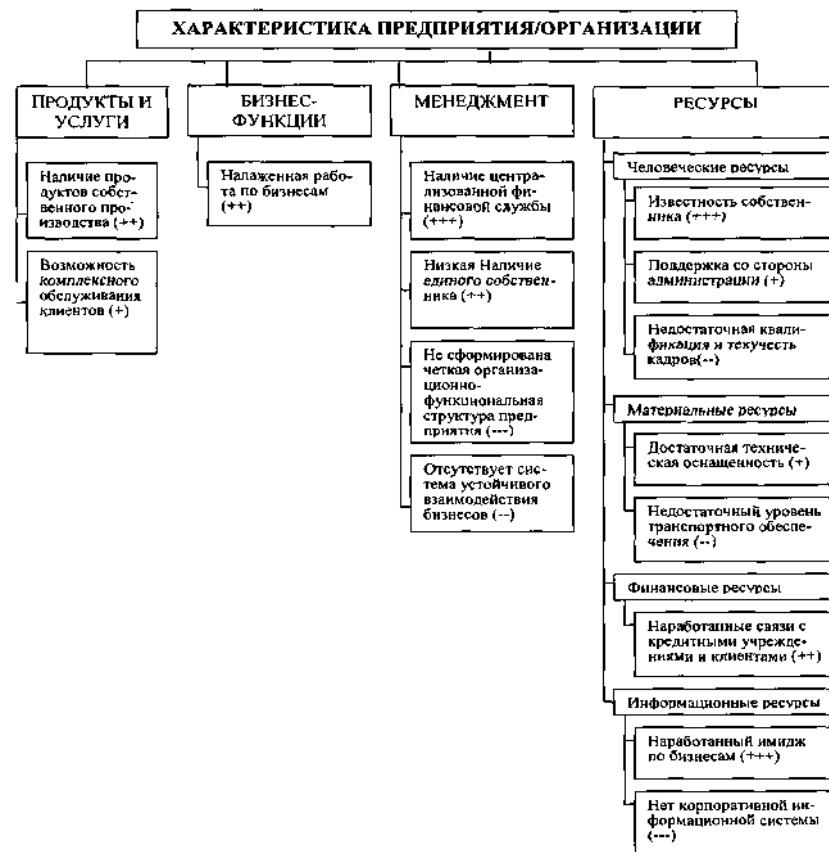 ХАРАКТЕРИСТИКА ПРЕДПРИЯТИЯ/ОРГАНИЗАЦИИ
ПРОДУКТЫ И
УСЛУГИ
Наличие про-
дуктов собст-
венного про-
изводства (++)
Возможность
комплексного
обслуживания
клиентов (+)
БИЗНЕС-
ФУНКЦИИ
Налаженная рабо-
та по бизнесам
(++)
МЕНЕДЖМЕНТ
Наличие центра-
лизованной фи-
нансовой службы
(+++)
Низкая Наличие
единого собствен-
ника (++)
Не сформирована
четкая организа-
ционно-
функциональная
структура пред-
приятия (---)
Отсутствует сис-
тема устойчивого
взаимодействия
бизнесов (--)
РЕСУРСЫ
Человеческие ресурсы
Известность собствен-
ника (+++)
Поддержка со стороны
администрации (+)
Недостаточная квали-
фикация и текучесть
кадров(--)
Материальные ресурсы
Достаточная техниче-
ская оснащенность (+)
Недостаточный уровень
транспортного обеспе-
чения (--)
Финансовые ресурсы
Наработанные связи с
кредитными учрежде-
ниями и клиентами (++)
Информационные ресурсы
Наработанный имидж
по бизнесам (+++)
Нет корпоративной ин-
формационной системы
(---)